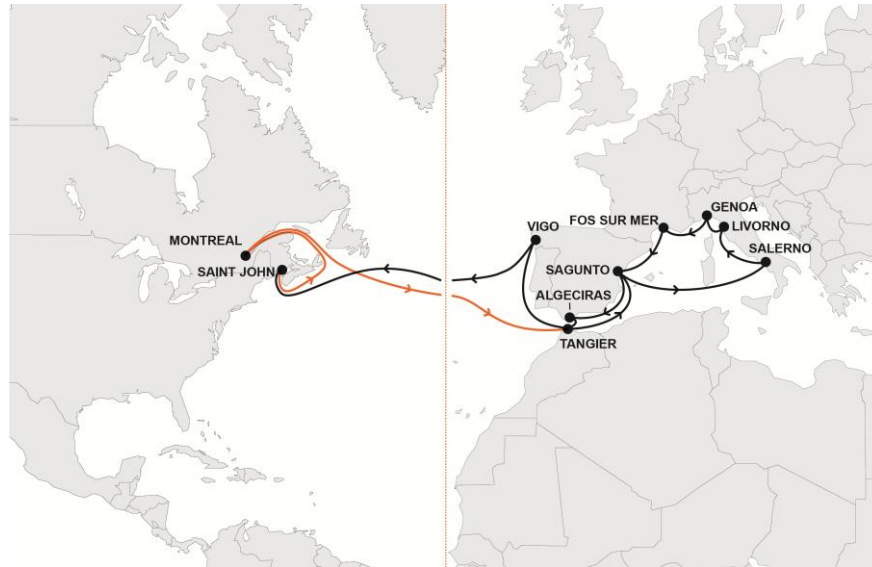 MONTREAL
SAINT JOHN
VIGO
FOS SUR MER
GENOA
LIVORNO
SALERNO
SAGUNTO
ALGECIRAS
TANGIER